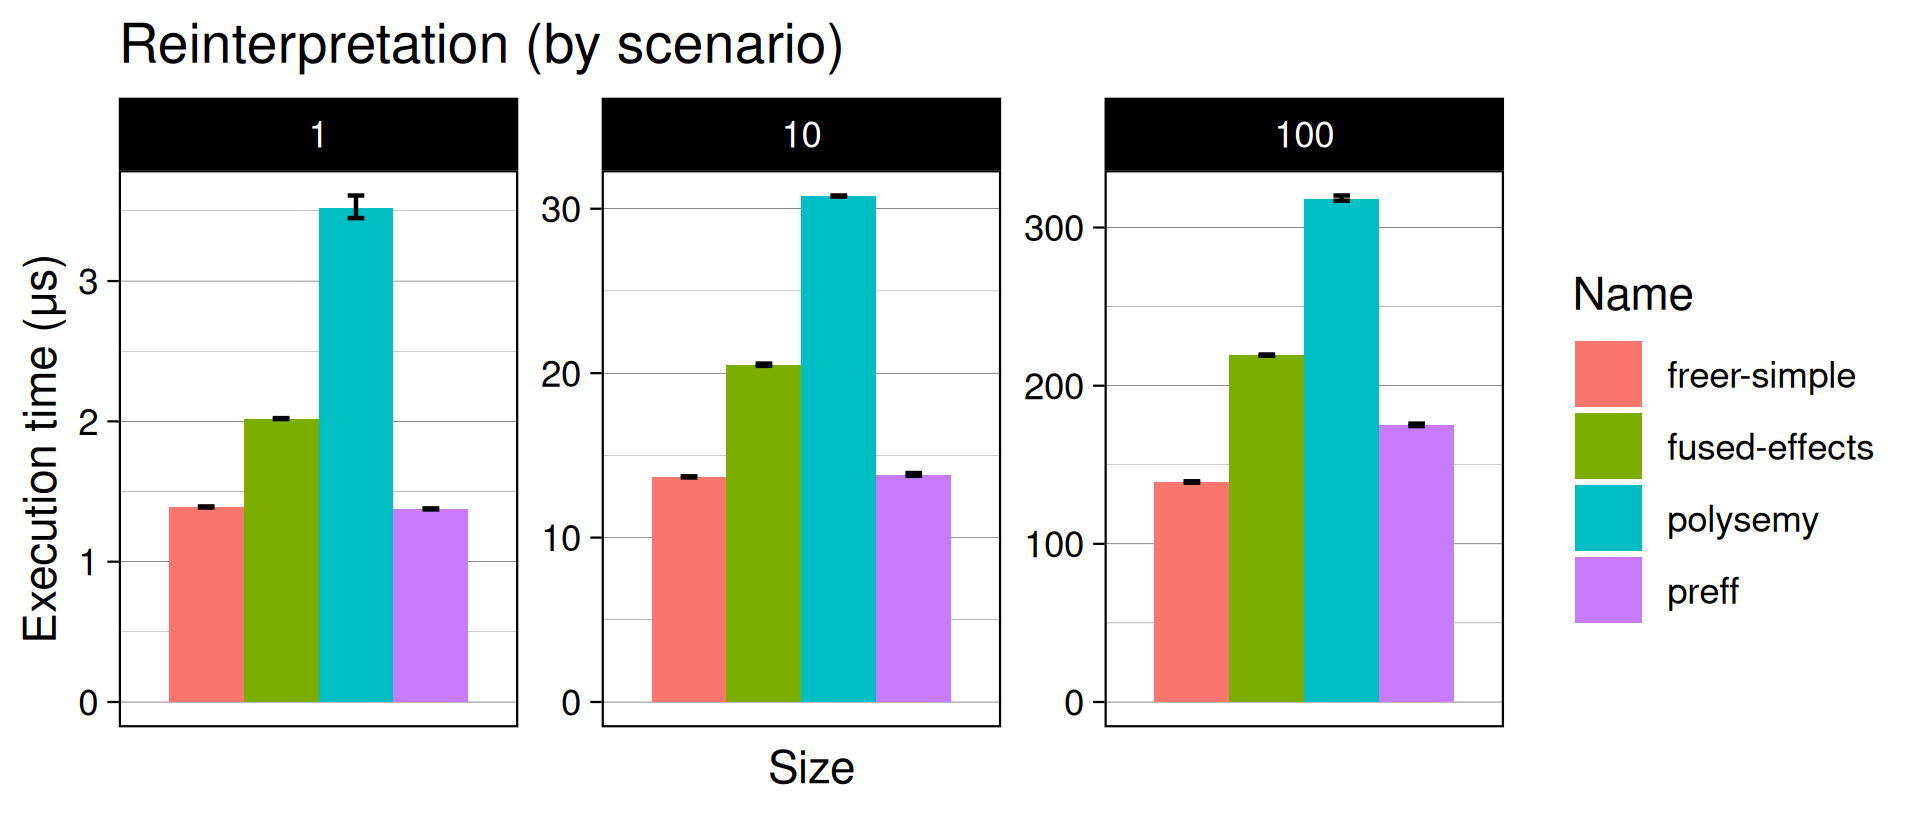 Reinterpretation (by scenario)
1
10
100
Execution time (µs)
3
2
1
0
30
20
10
0
300
200
100
0
Size
Name
freer-simple
fused-effects
polysemy
preff